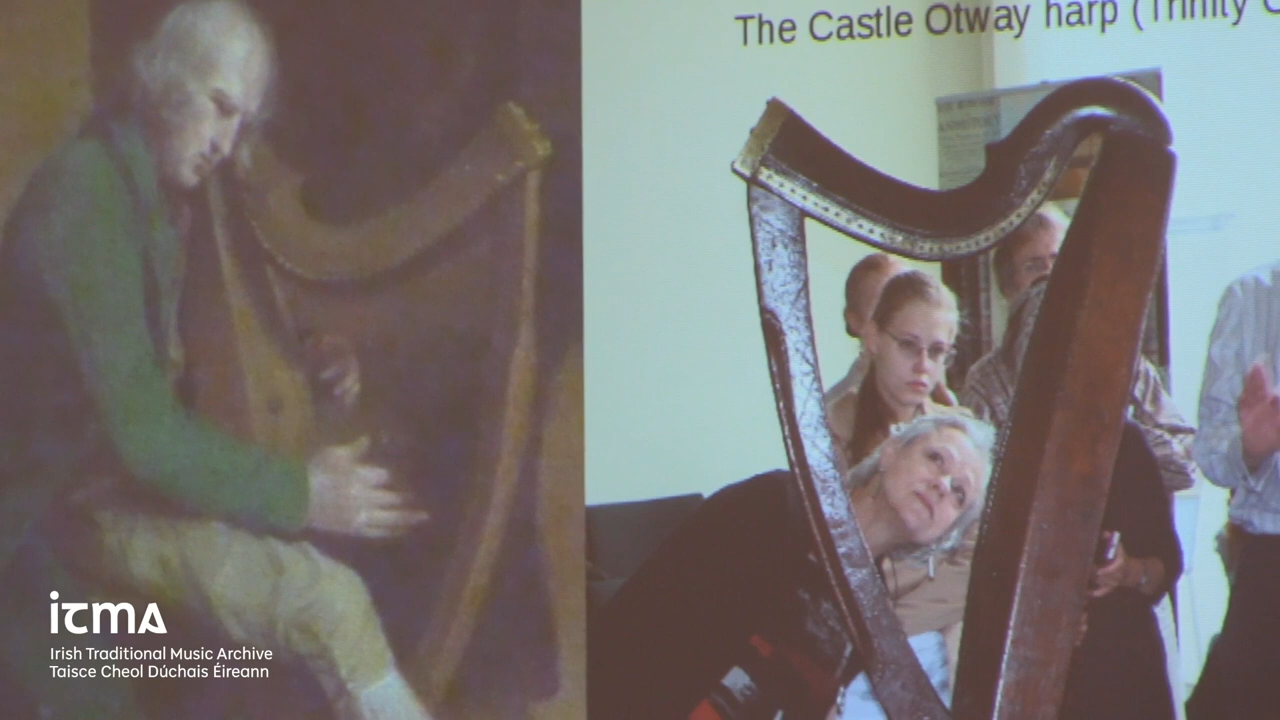 The Castle Otway harp (Trinity
ITMA
Irish Traditional Music Archive
Taisce Cheol Dúchais Éireann